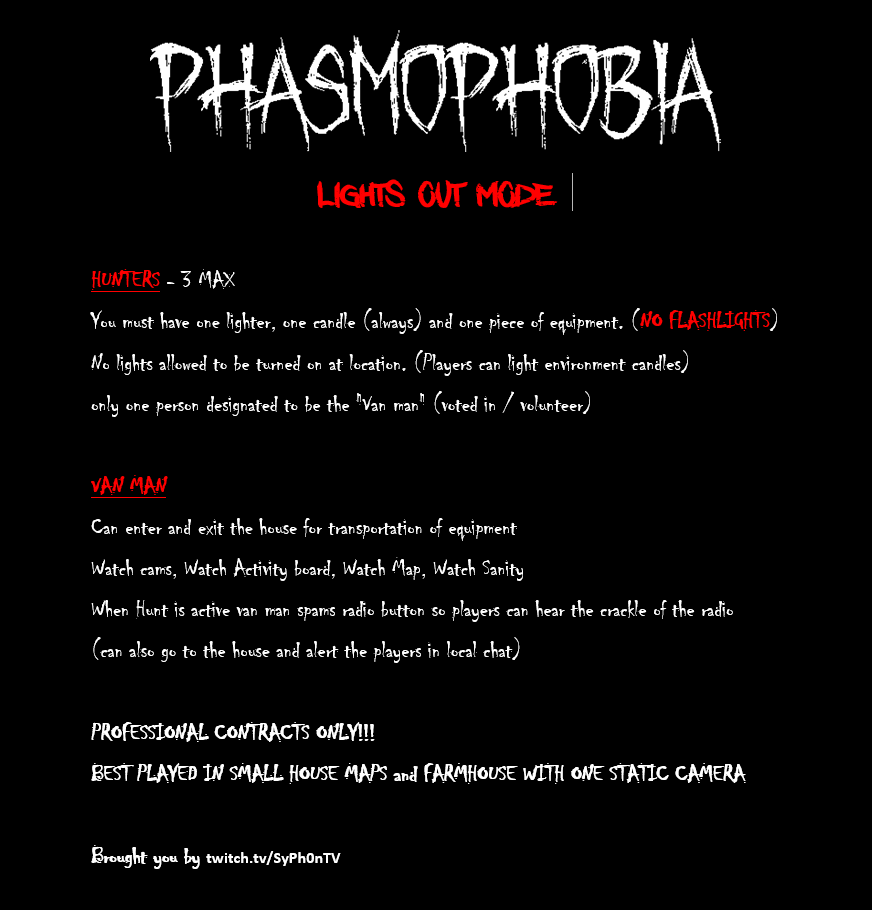 PHASMOPHOBIA
LIGHTS OUT MODE
HUNTERS - 3 MAX
You must have one lighter, one candle (always) and one piece of equipment. (NO FLASHLIGHTS)
No lights allowed to be turned on at location. (Players can light environment candles)
only one person designated to be the "Van man" (voted in / volunteer)
VAN MAN
Can enter and exit the house for transportation of equipment
Watch cams, Watch Activity board, Watch Map, Watch Sanity
When Hunt is active van man spams radio button so players can hear the crackle of the radio
(can also go to the house and alert the players in local chat)
PROFESSIONAL CONTRACTS ONLY!!!
BEST PLAYED IN SMALL HOUSE MAPS and FARMHOUSE WITH ONE STATIC CAMERA
Brought you by twitch.tv/SyPh0nTV